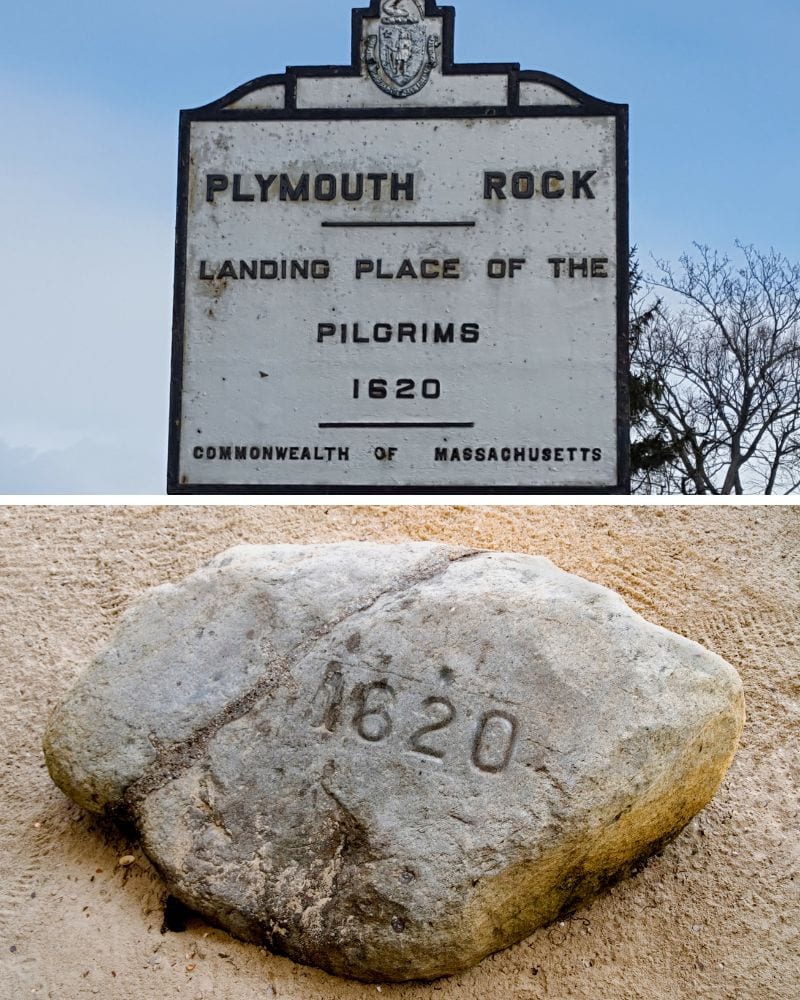 PLYMOUTH ROCK
LANDING PLACE OF THE
PILGRIMS
1620
COMMONWEALTH OF MASSACHUSETTS
1620